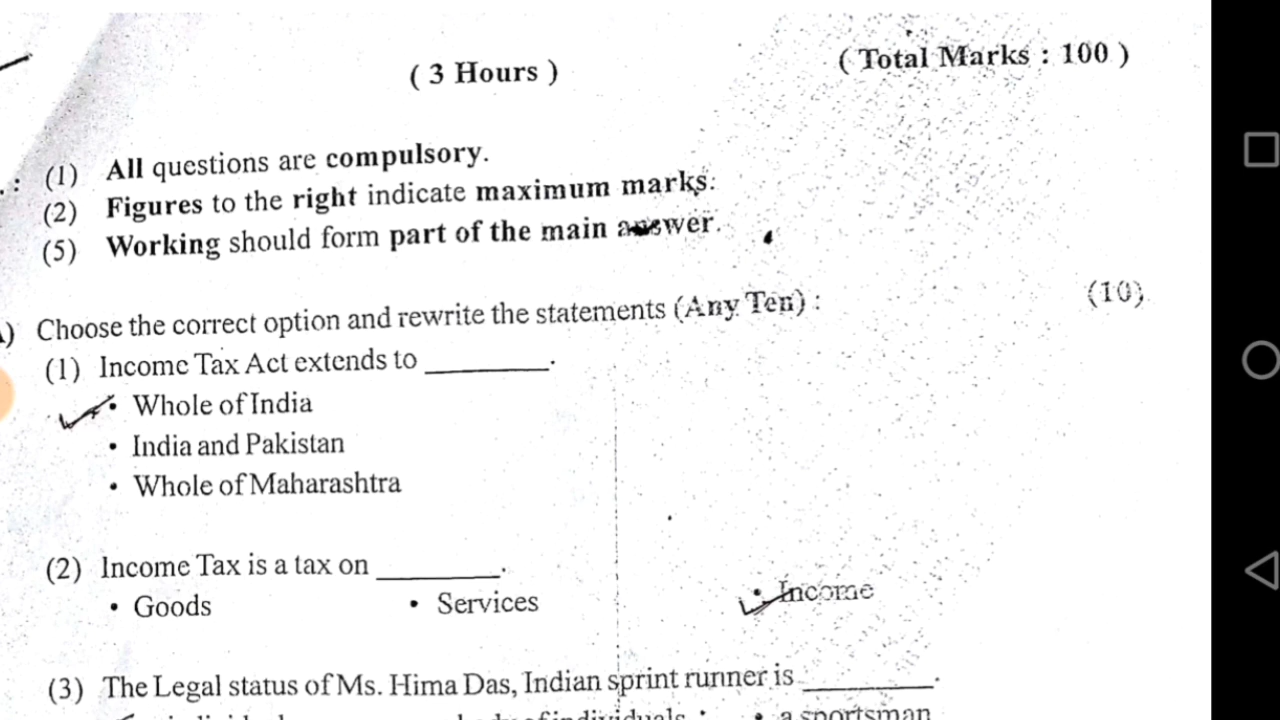 ( 3 Hours )
( Total Marks : 100 )
(1) All questions are compulsory.
(2) Figures to the right indicate maximum marks:
(5) Working should form part of the main answer.
) Choose the correct option and rewrite the statements (Any Ten) : (10)
(1) Income Tax Act extends to ________.
• Whole of India
• India and Pakistan
• Whole of Maharashtra
(2) Income Tax is a tax on ________.
• Goods • Services • Income
(3) The Legal status of Ms. Hima Das, Indian sprint runner is ________.
of individuals • a sportsman